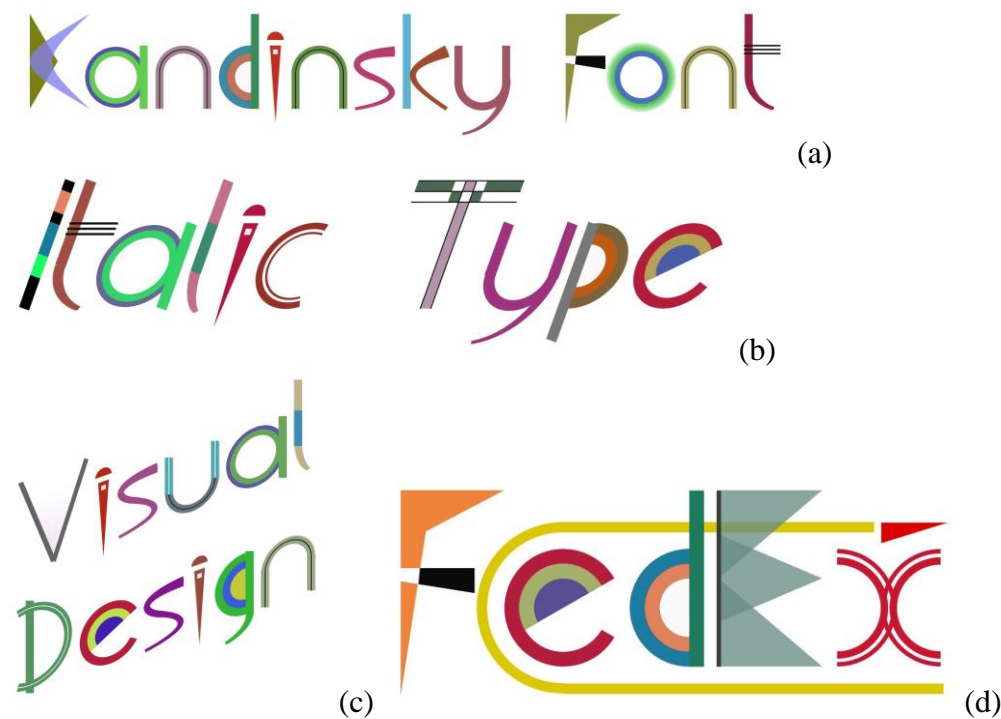 Kandinsky Font
(a)
Italic Type
(b)
Visual
Design
(c)
FedEx
(d)